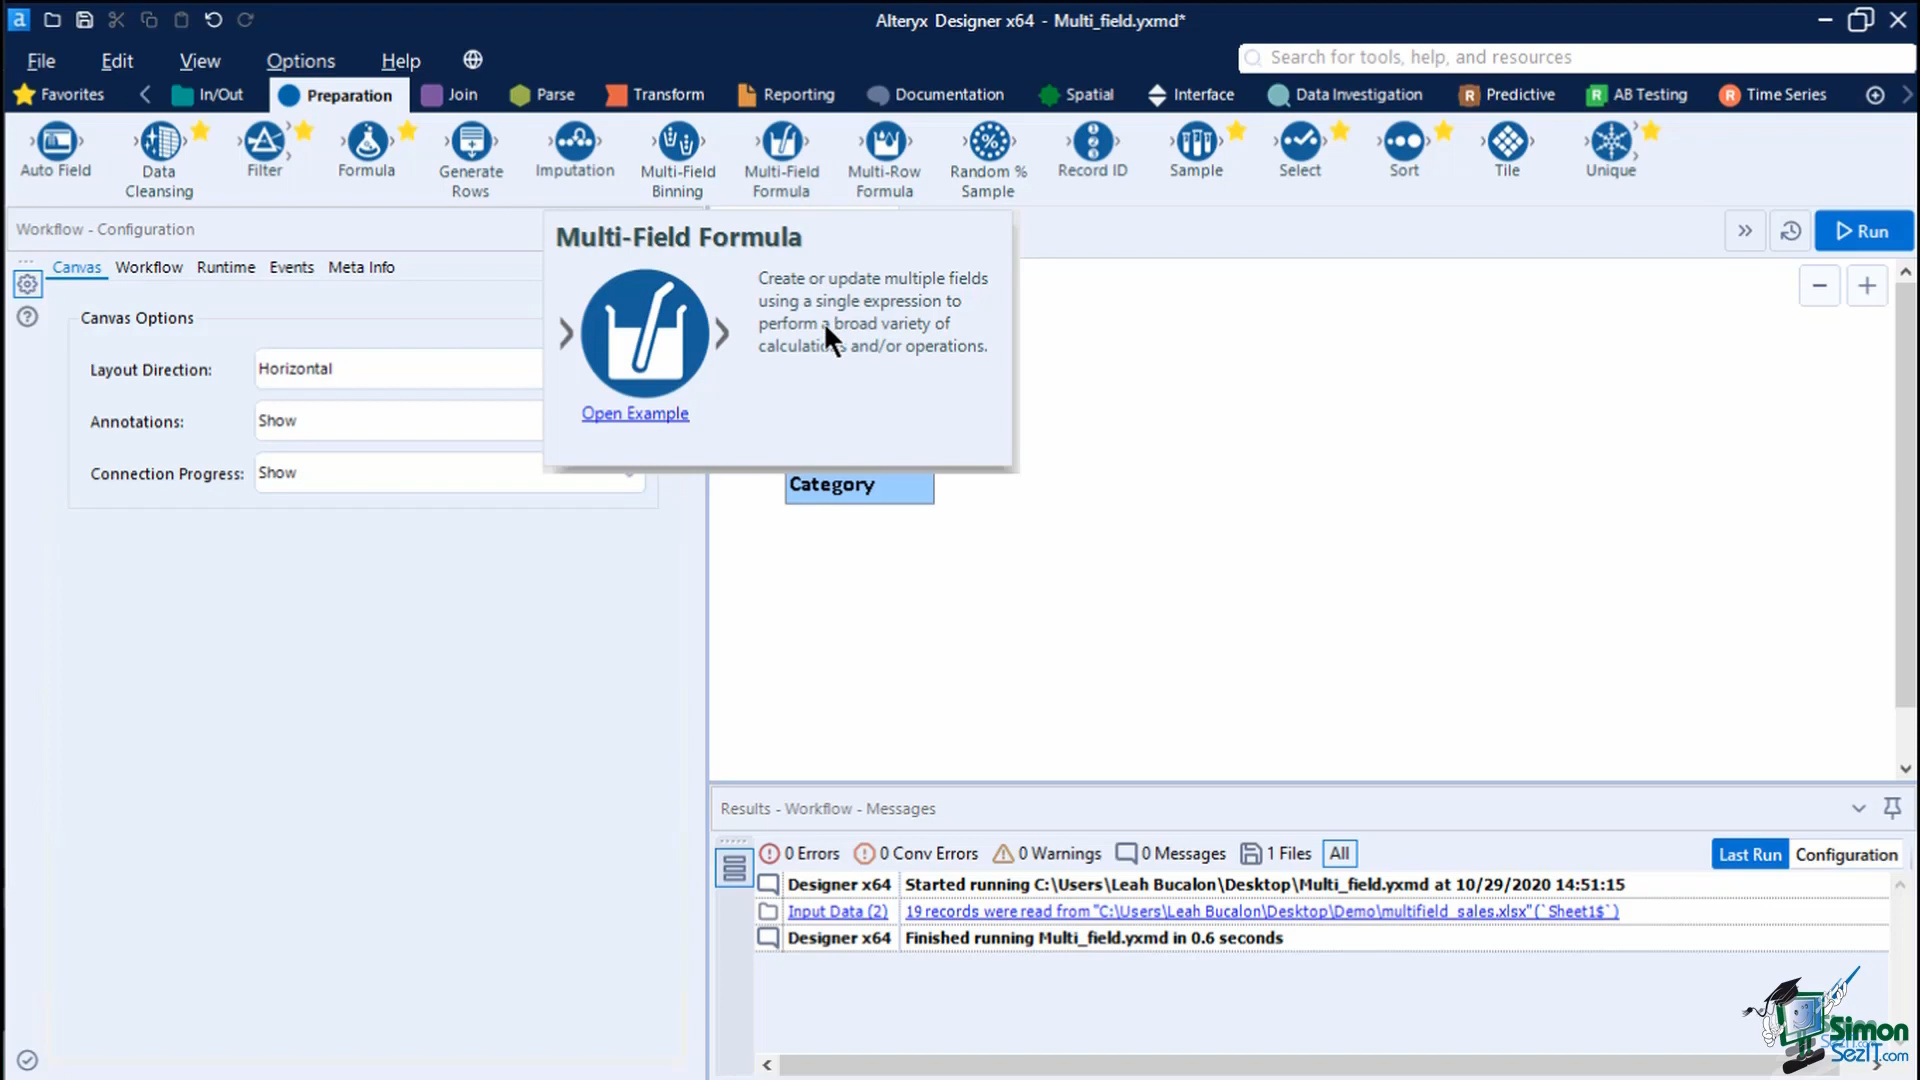 Alteryx Designer x64 - Multi_field.yxmd*
File Edit View Options Help
Search for tools, help, and resources
Favorites In/Out Preparation Join Parse Transform Reporting Documentation Spatial Interface Data Investigation Predictive AB Testing Time Series
Auto Field
Data Cleansing
Filter
Formula
Generate Rows
Imputation
Multi-Field Binning
Multi-Field Formula
Multi-Row Formula
Random % Sample
Record ID
Sample
Select
Sort
Tile
Unique
Workflow - Configuration
Run
Canvas Workflow Runtime Events Meta Info
Canvas Options
Layout Direction: Horizontal
Annotations: Show
Connection Progress: Show
Multi-Field Formula
Create or update multiple fields
using a single expression to
perform a broad variety of
calculations and/or operations.
Open Example
Category
Results - Workflow - Messages
0 Errors 0 Conv Errors 0 Warnings 0 Messages 1 Files All Last Run Configuration
Designer x64 Started running C:\Users\Leah Bucalon\Desktop\Multi_field.yxmd at 10/29/2020 14:51:15
Input Data (2) 19 records were read from "C:\Users\Leah Bucalon\Desktop\Demo\multifield_sales.xlsx" (`Sheet1$`)
Designer x64 Finished running Multi_field.yxmd in 0.6 seconds
Simon
SezIT.com